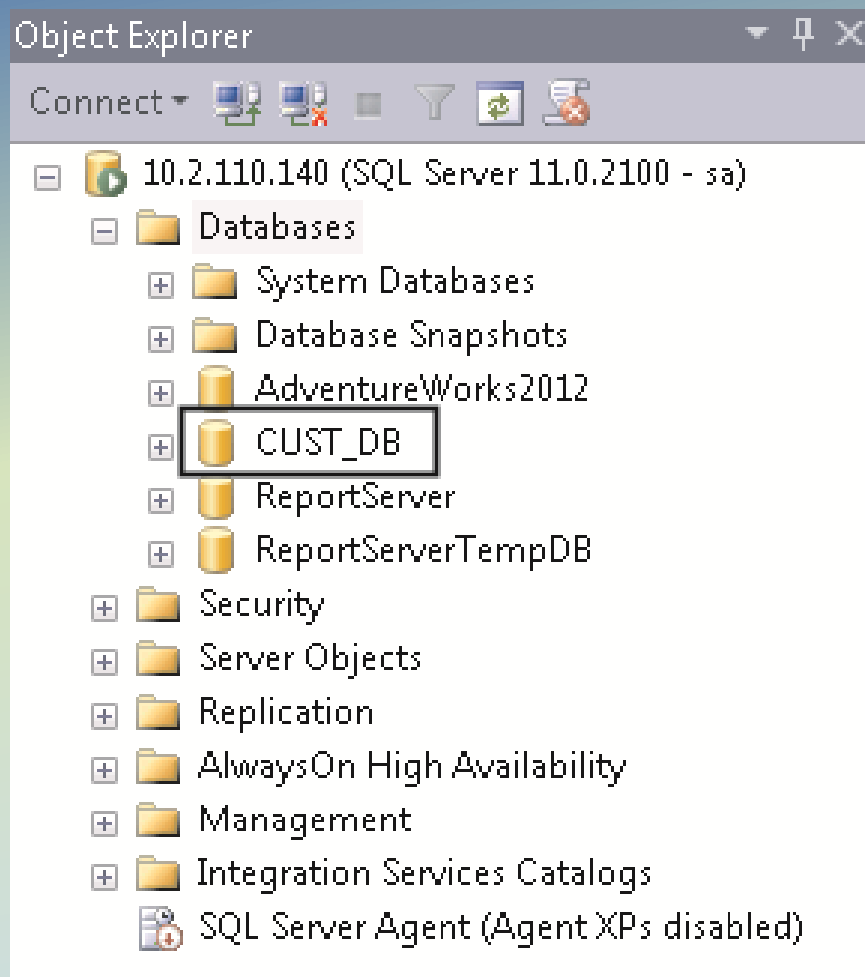 Object Explorer
Connect
10.2.110.140 (SQL Server 11.0.2100 - sa)
Databases
System Databases
Database Snapshots
AdventureWorks2012
CUST_DB
ReportServer
ReportServerTempDB
Security
Server Objects
Replication
AlwaysOn High Availability
Management
Integration Services Catalogs
SQL Server Agent (Agent XPs disabled)